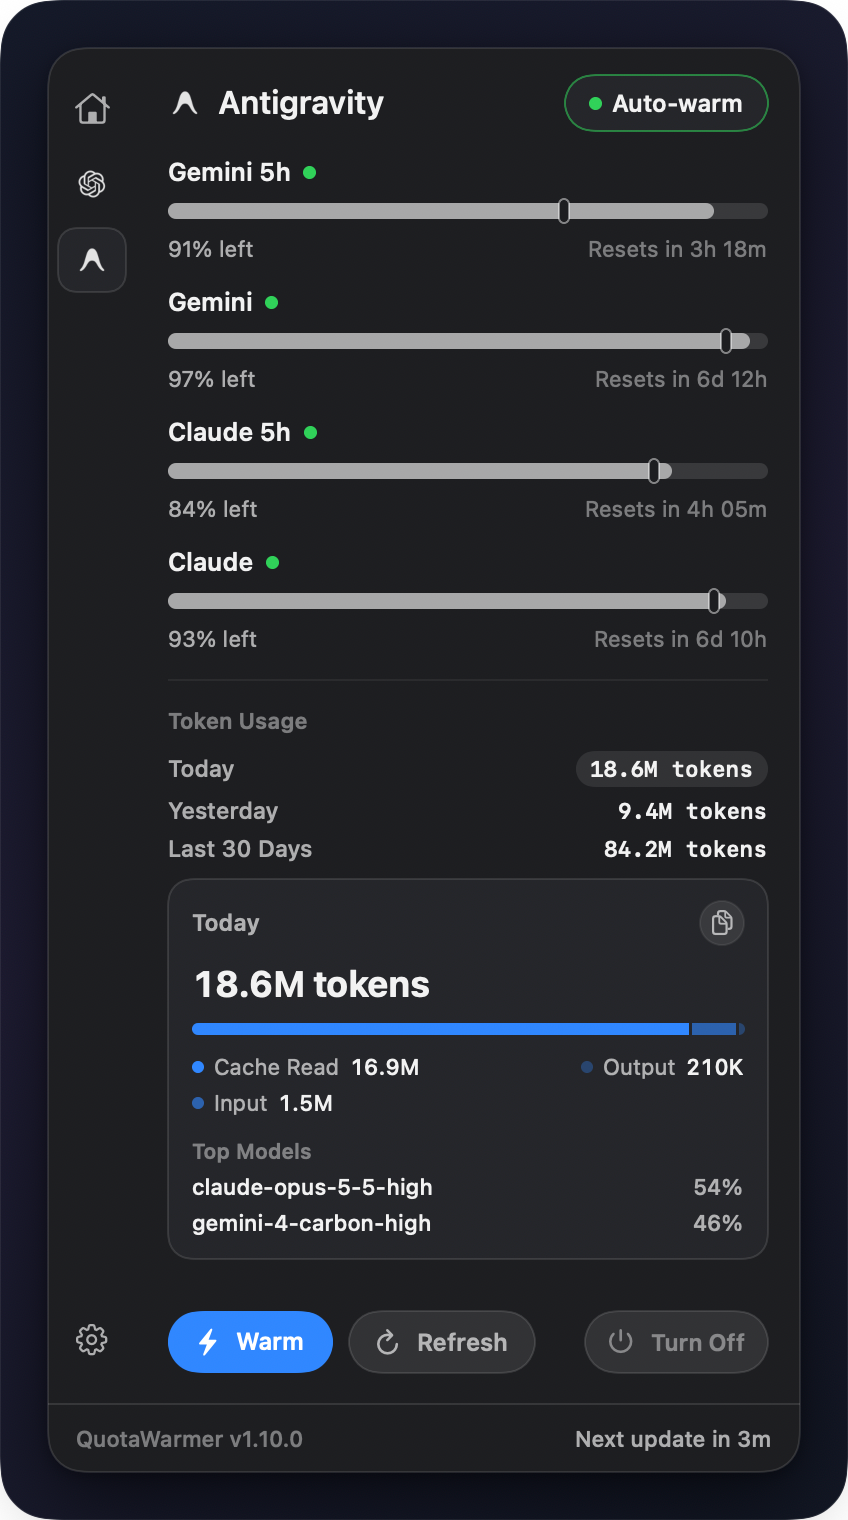 Antigravity Auto-warm
Gemini 5h
91% left Resets in 3h 18m
Gemini
97% left Resets in 6d 12h
Claude 5h
84% left Resets in 4h 05m
Claude
93% left Resets in 6d 10h
Token Usage
Today 18.6M tokens
Yesterday 9.4M tokens
Last 30 Days 84.2M tokens
Today
18.6M tokens
Cache Read 16.9M Output 210K
Input 1.5M
Top Models
claude-opus-5-5-high 54%
gemini-4-carbon-high 46%
Warm Refresh Turn Off
QuotaWarmer v1.10.0 Next update in 3m